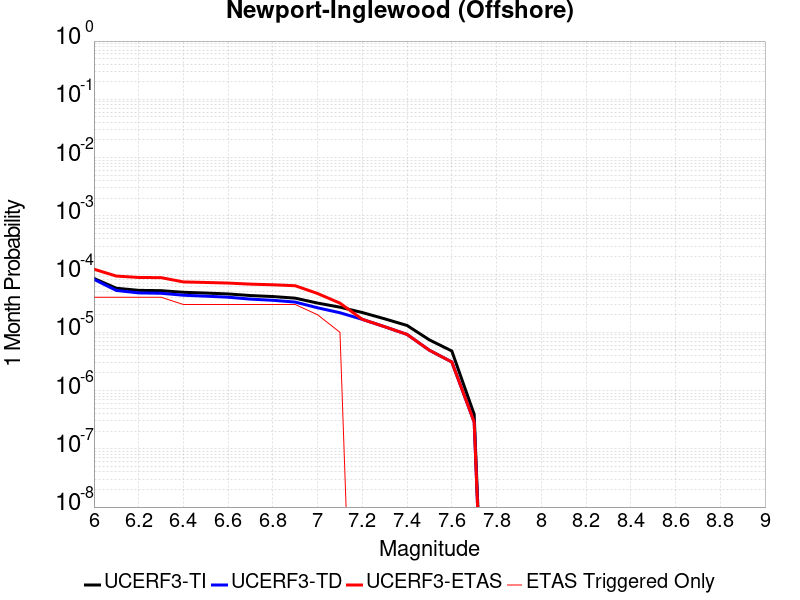 Newport-Inglewood (Offshore)
1 Month Probability
10^0
10^-1
10^-2
10^-3
10^-4
10^-5
10^-6
10^-7
10^-8
6 6.2 6.4 6.6 6.8 7 7.2 7.4 7.6 7.8 8 8.2 8.4 8.6 8.8 9
Magnitude
UCERF3-TI UCERF3-TD UCERF3-ETAS ETAS Triggered Only